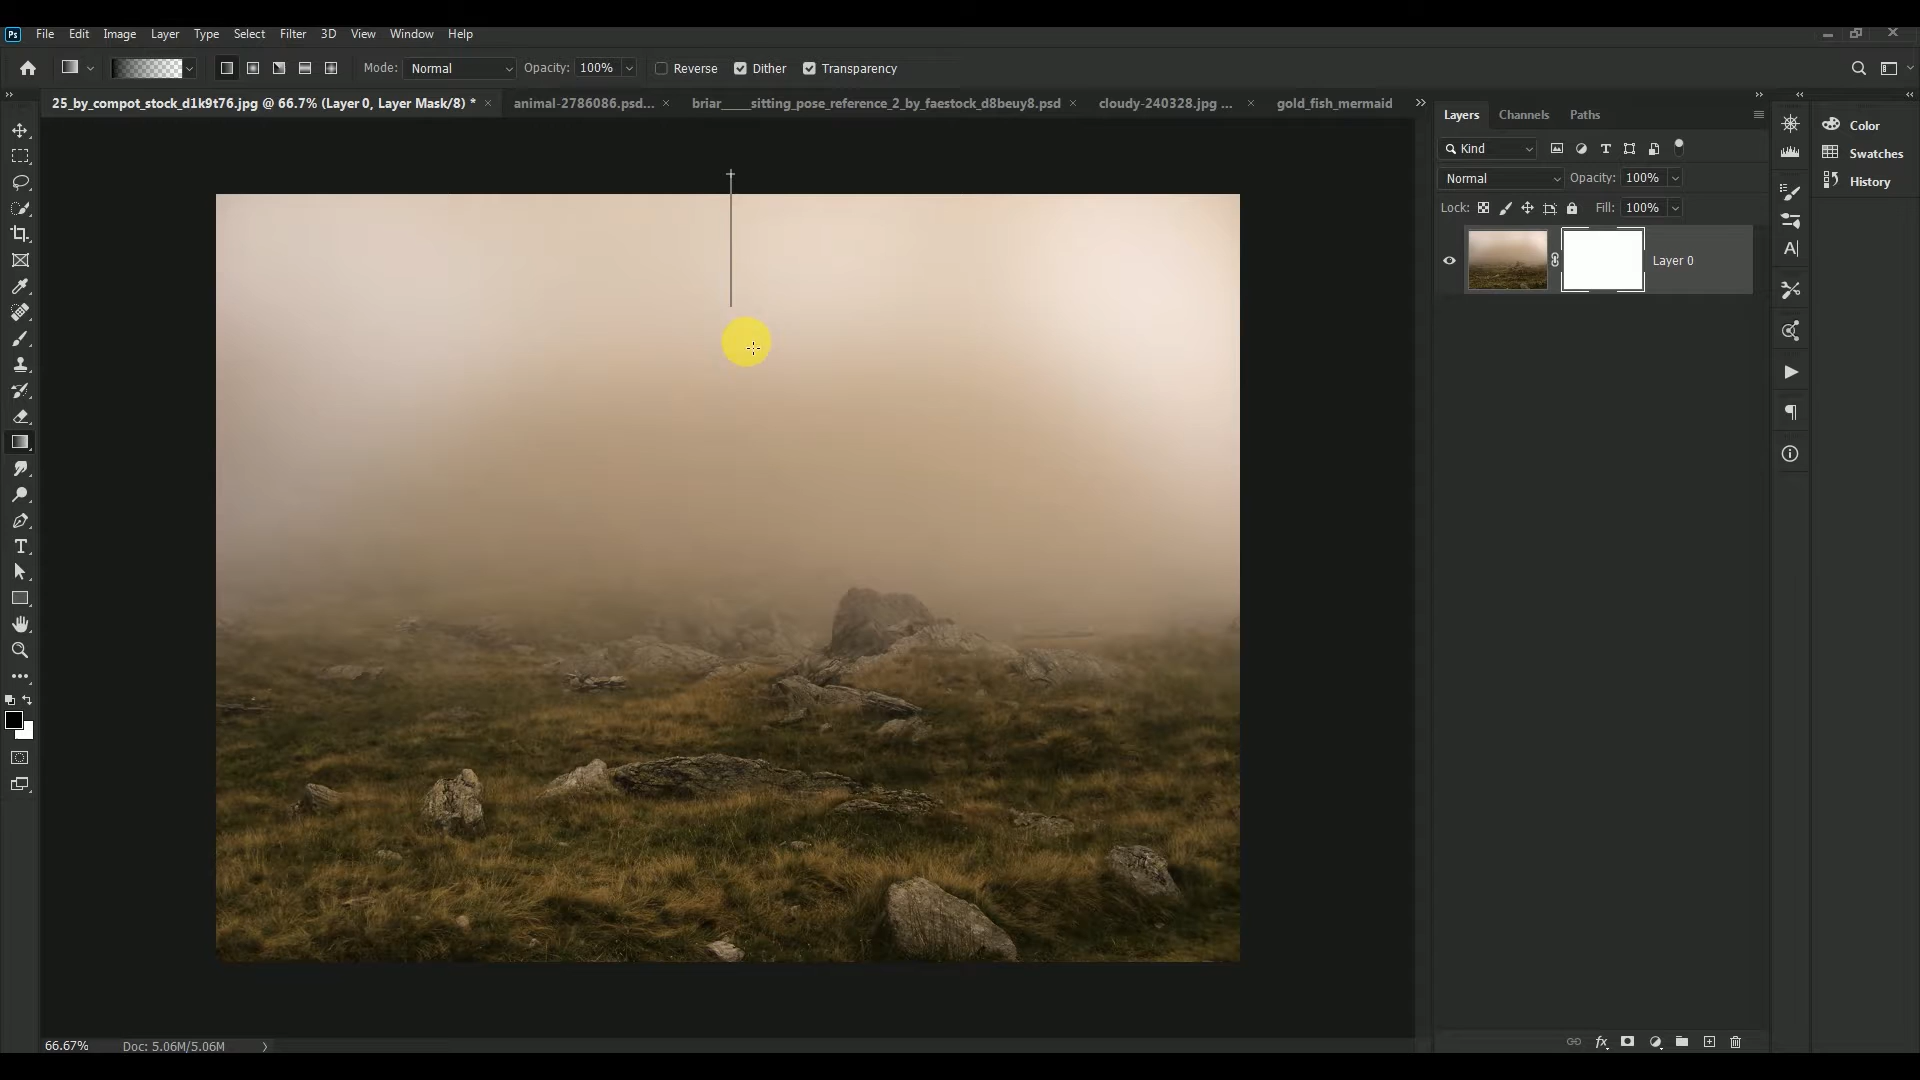 Ps File Edit Image Layer Type Select Filter 3D View Window Help
Mode: Normal Opacity: 100% Reverse Dither Transparency
25_by_compot_stock_d1k9t76.jpg @ 66.7% (Layer 0, Layer Mask/8) * × animal-2786086.psd... × briar_____sitting_pose_reference_2_by_faestock_d8beuy8.psd × cloudy-240328.jpg ... × gold_fish_mermaid »
Layers Channels Paths
Kind
Normal Opacity: 100%
Lock: Fill: 100%
Layer 0
Color
Swatches
History
66.67% Doc: 5.06M/5.06M